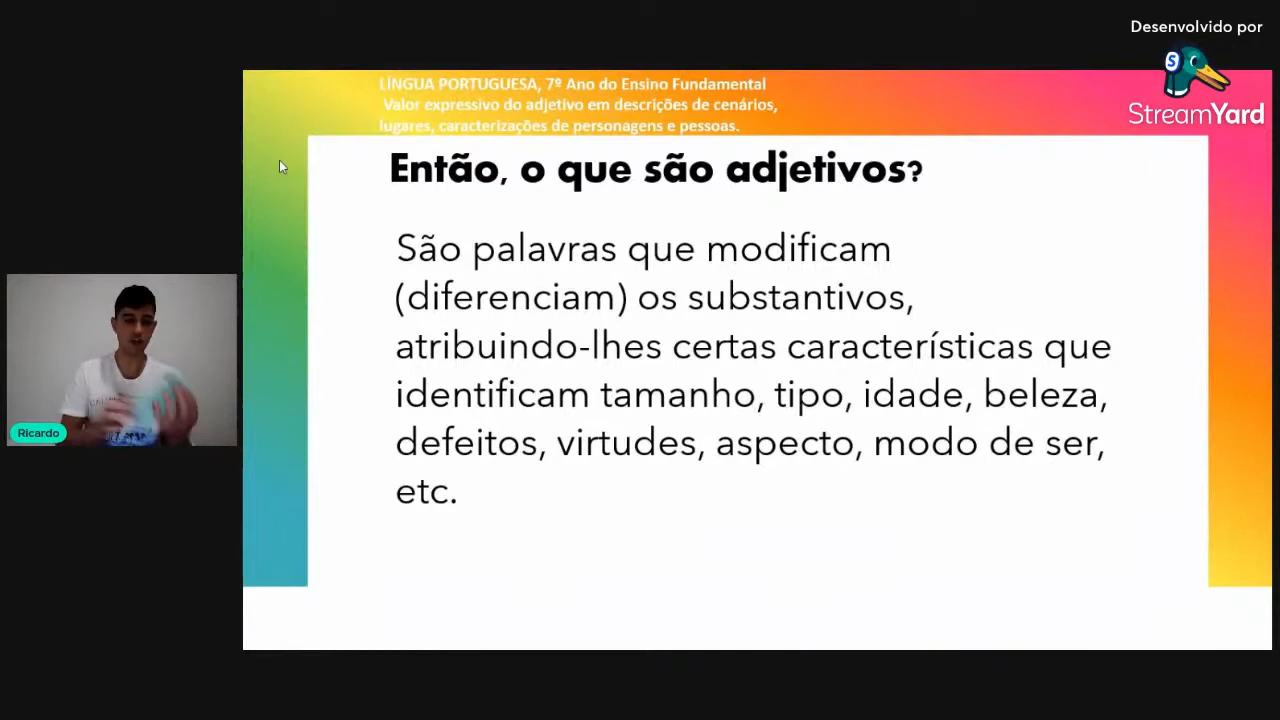 Desenvolvido por
StreamYard
LÍNGUA PORTUGUESA, 7º Ano do Ensino Fundamental
Valor expressivo do adjetivo em descrições de cenários,
lugares, caracterizações de personagens e pessoas.
Então, o que são adjetivos?
São palavras que modificam
(diferenciam) os substantivos,
atribuindo-lhes certas características que
identificam tamanho, tipo, idade, beleza,
defeitos, virtudes, aspecto, modo de ser,
etc.
Ricardo